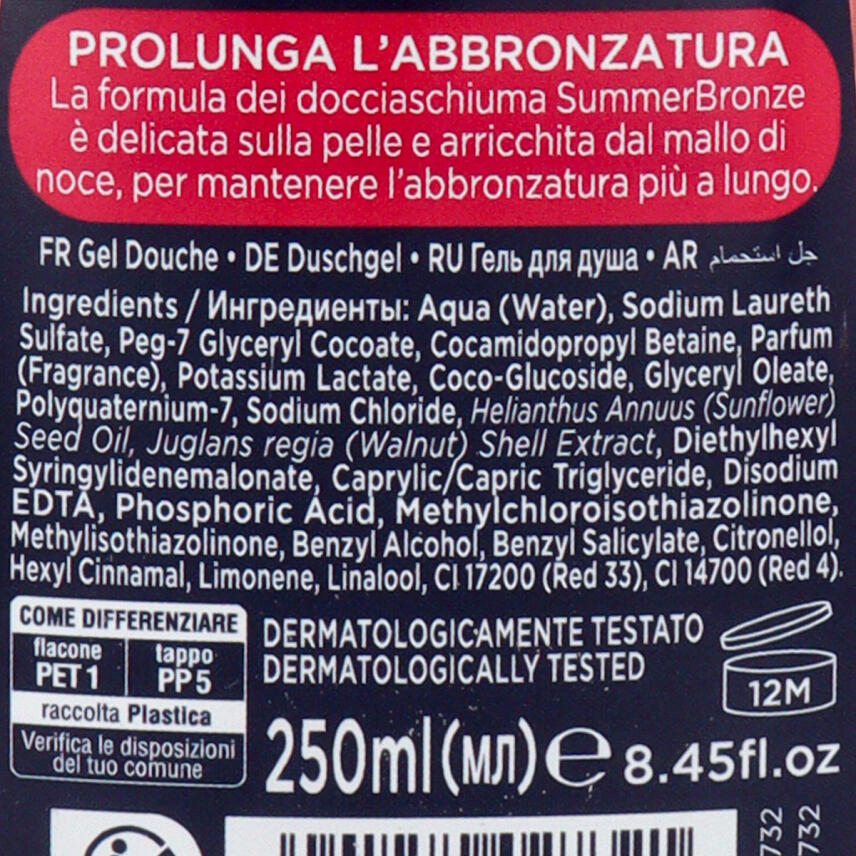 PROLUNGA L'ABBRONZATURA
La formula dei docciaschiuma SummerBronze
è delicata sulla pelle e arricchita dal mallo di
noce, per mantenere l'abbronzatura più a lungo.
FR Gel Douche • DE Duschgel • RU Гель для душа • AR جل استحمام
Ingredients / Ингредиенты: Aqua (Water), Sodium Laureth
Sulfate, Peg-7 Glyceryl Cocoate, Cocamidopropyl Betaine, Parfum
(Fragrance), Potassium Lactate, Coco-Glucoside, Glyceryl Oleate,
Polyquaternium-7, Sodium Chloride, Helianthus Annuus (Sunflower)
Seed Oil, Juglans regia (Walnut) Shell Extract, Diethylhexyl
Syringylidenemalonate, Caprylic/Capric Triglyceride, Disodium
EDTA, Phosphoric Acid, Methylchloroisothiazolinone,
Methylisothiazolinone, Benzyl Alcohol, Benzyl Salicylate, Citronellol,
Hexyl Cinnamal, Limonene, Linalool, CI 17200 (Red 33), CI 14700 (Red 4).
COME DIFFERENZIARE
flacone tappo
PET 1 PP 5
raccolta Plastica
Verifica le disposizioni
del tuo comune
DERMATOLOGICAMENTE TESTATO
DERMATOLOGICALLY TESTED
12M
250ml (мл) e 8.45fl.oz
732
732